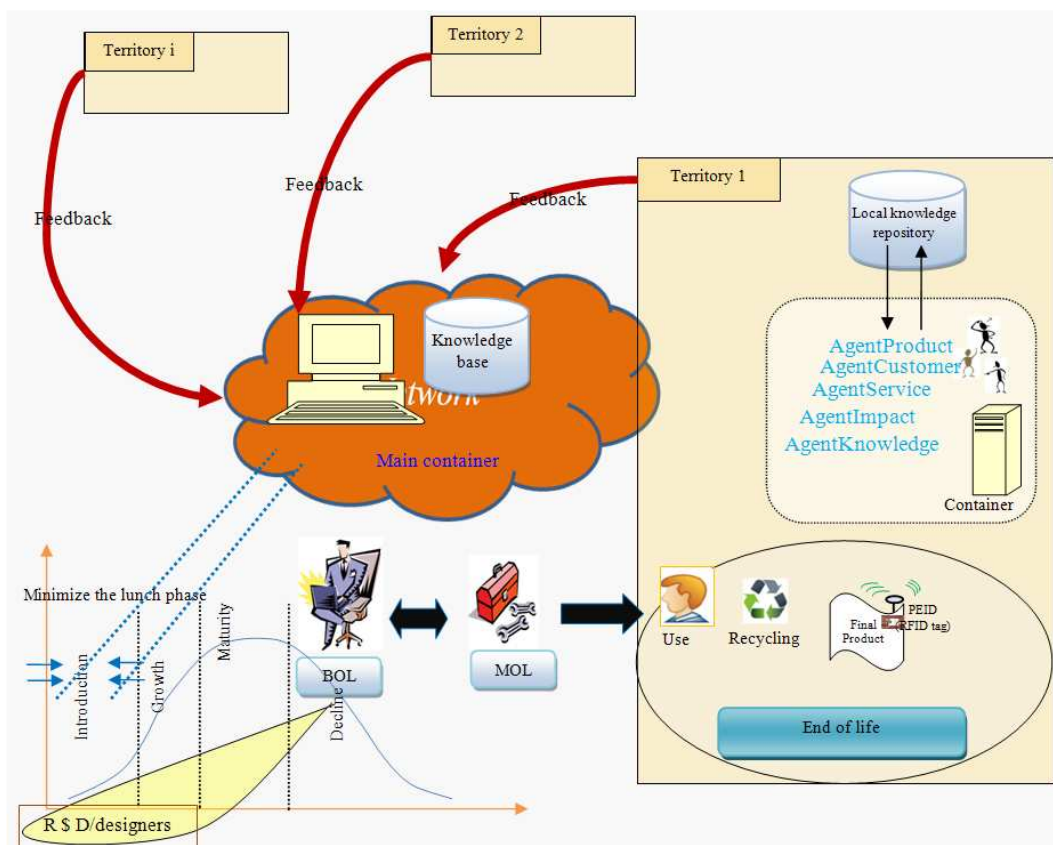 Territory i
Territory 2
Feedback
Feedback
Feedback
Territory 1
Local knowledge
repository
Knowledge
base
twork
Main container
AgentProduct
AgentCustomer
AgentService
AgentImpact
AgentKnowledge
Container
Minimize the lunch phase
Introduction
Growth
Maturity
Decline
BOL
MOL
Use
Recycling
Final
Product
PEID
(RFID tag)
End of life
R $ D/designers